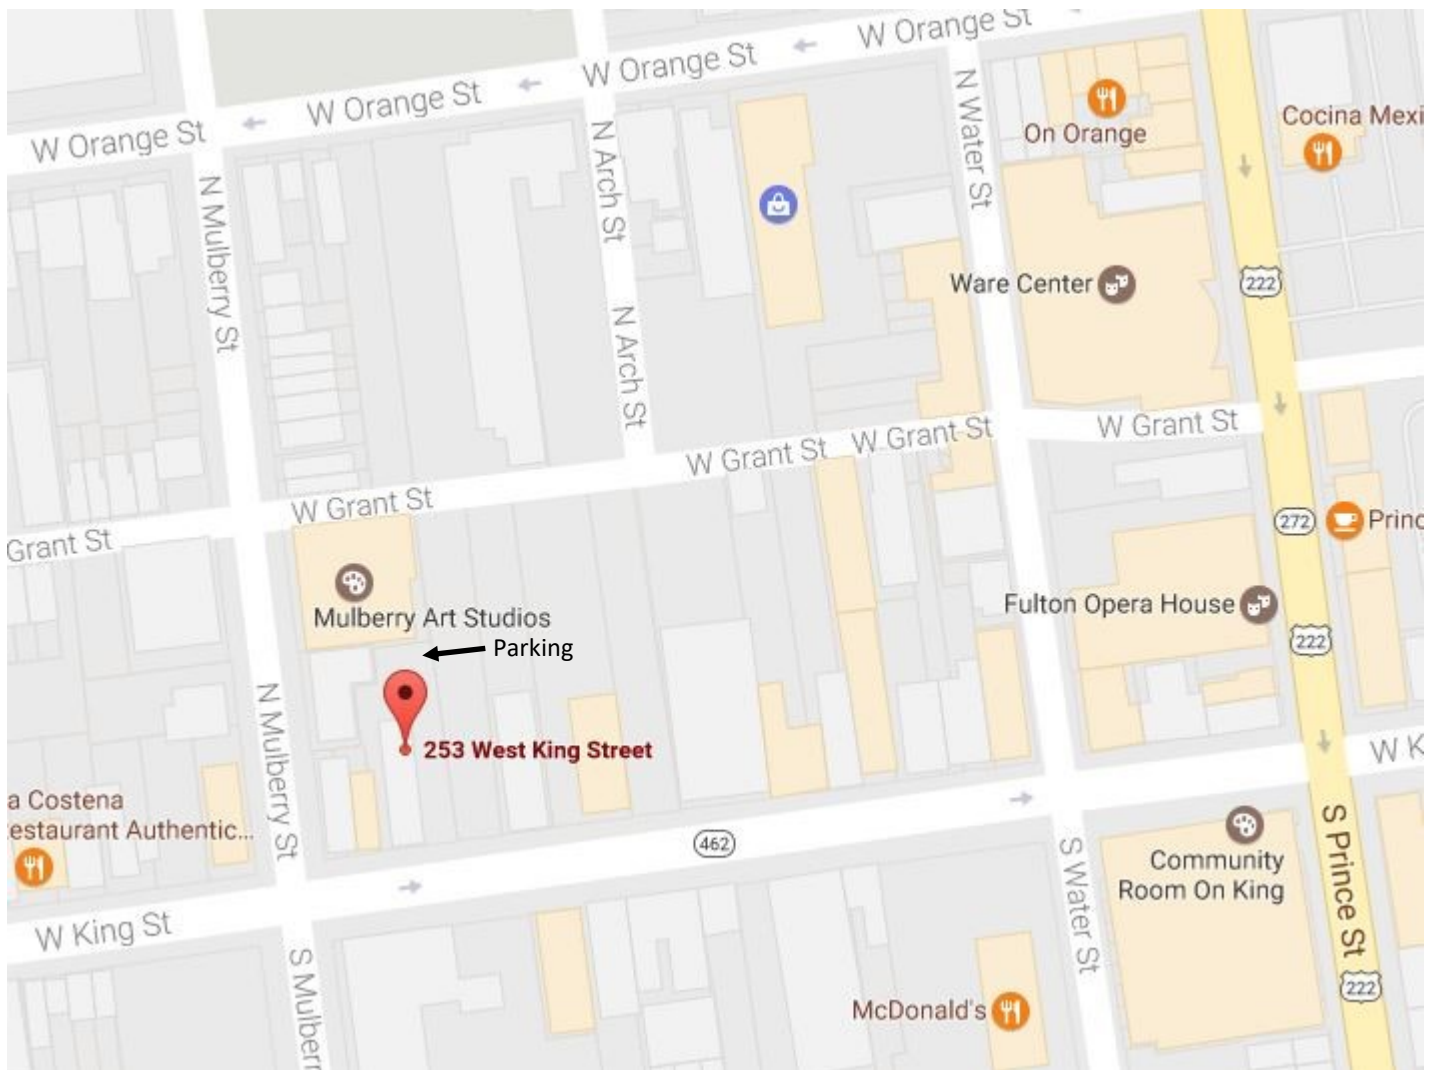 W Orange St
W Orange St
W Orange St
W Orange St
N Mulberry St
N Arch St
N Water St
On Orange
Cocina Mexi
Ware Center
222
N Arch St
W Grant St
W Grant St
W Grant St
W Grant St
Grant St
272
Princ
Mulberry Art Studios
Fulton Opera House
Parking
222
253 West King Street
N Mulberry St
W K
a Costena
estaurant Authentic...
462
Community
Room On King
S Prince St
S Water St
W King St
S Mulberr
McDonald's
222